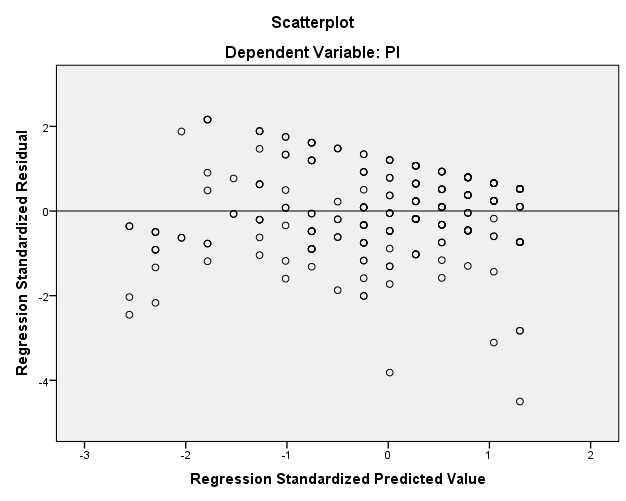 Scatterplot
Dependent Variable: PI
Regression Standardized Residual
2
0
-2
-4
-3 -2 -1 0 1 2
Regression Standardized Predicted Value